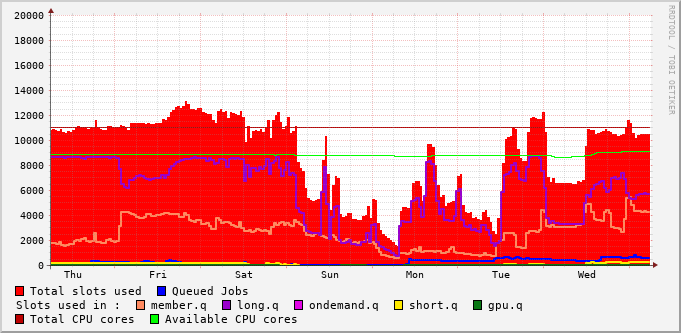 20000
18000
16000
14000
12000
10000
8000
6000
4000
2000
0
Thu Fri Sat Sun Mon Tue Wed
Total slots used Queued Jobs
Slots used in : member.q long.q ondemand.q short.q gpu.q
Total CPU cores Available CPU cores
RRDTOOL / TOBI OETIKER